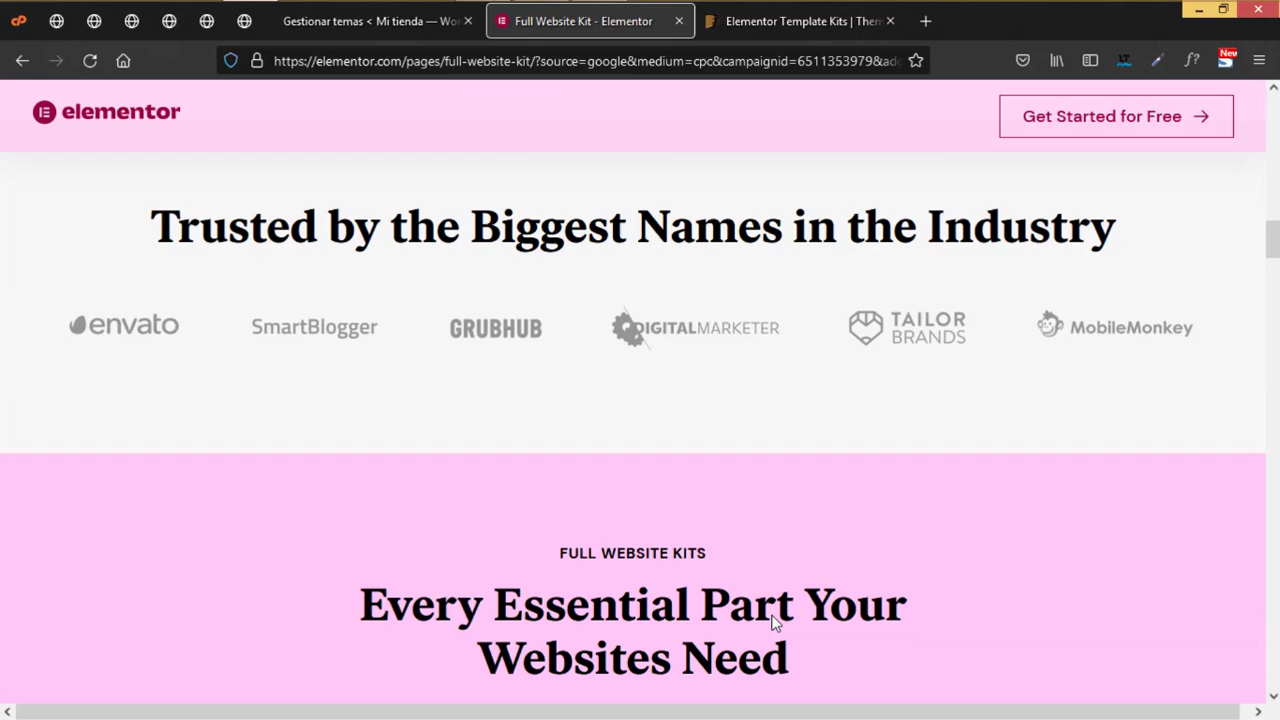 Gestionar temas < Mi tienda — Wor
Full Website Kit - Elementor
Elementor Template Kits | Them
https://elementor.com/pages/full-website-kit/?source=google&medium=cpc&campaignid=6511353979&ad
New
elementor
Get Started for Free →
Trusted by the Biggest Names in the Industry
envato
SmartBlogger
GRUBHUB
DIGITALMARKETER
TAILOR
BRANDS
MobileMonkey
FULL WEBSITE KITS
Every Essential Part Your
Websites Need